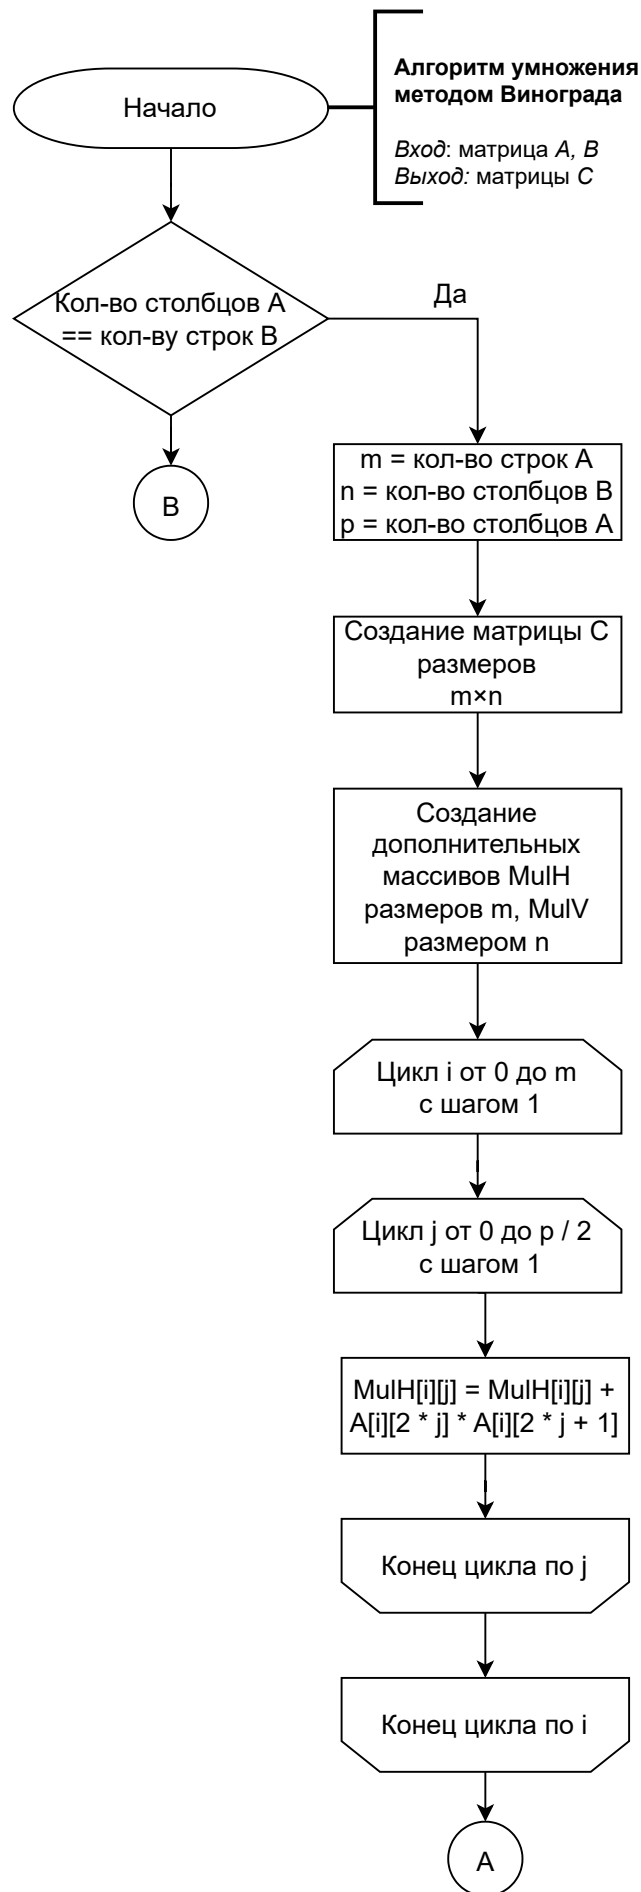 Начало
Алгоритм умножения
методом Винограда
Вход: матрица A, B
Выход: матрицы C
Кол-во столбцов A
== кол-ву строк B
Да
B
m = кол-во строк A
n = кол-во столбцов B
p = кол-во столбцов A
Создание матрицы C
размеров
m×n
Создание
дополнительных
массивов MulH
размеров m, MulV
размером n
Цикл i от 0 до m
с шагом 1
Цикл j от 0 до p / 2
с шагом 1
MulH[i][j] = MulH[i][j] +
A[i][2 * j] * A[i][2 * j + 1]
Конец цикла по j
Конец цикла по i
A